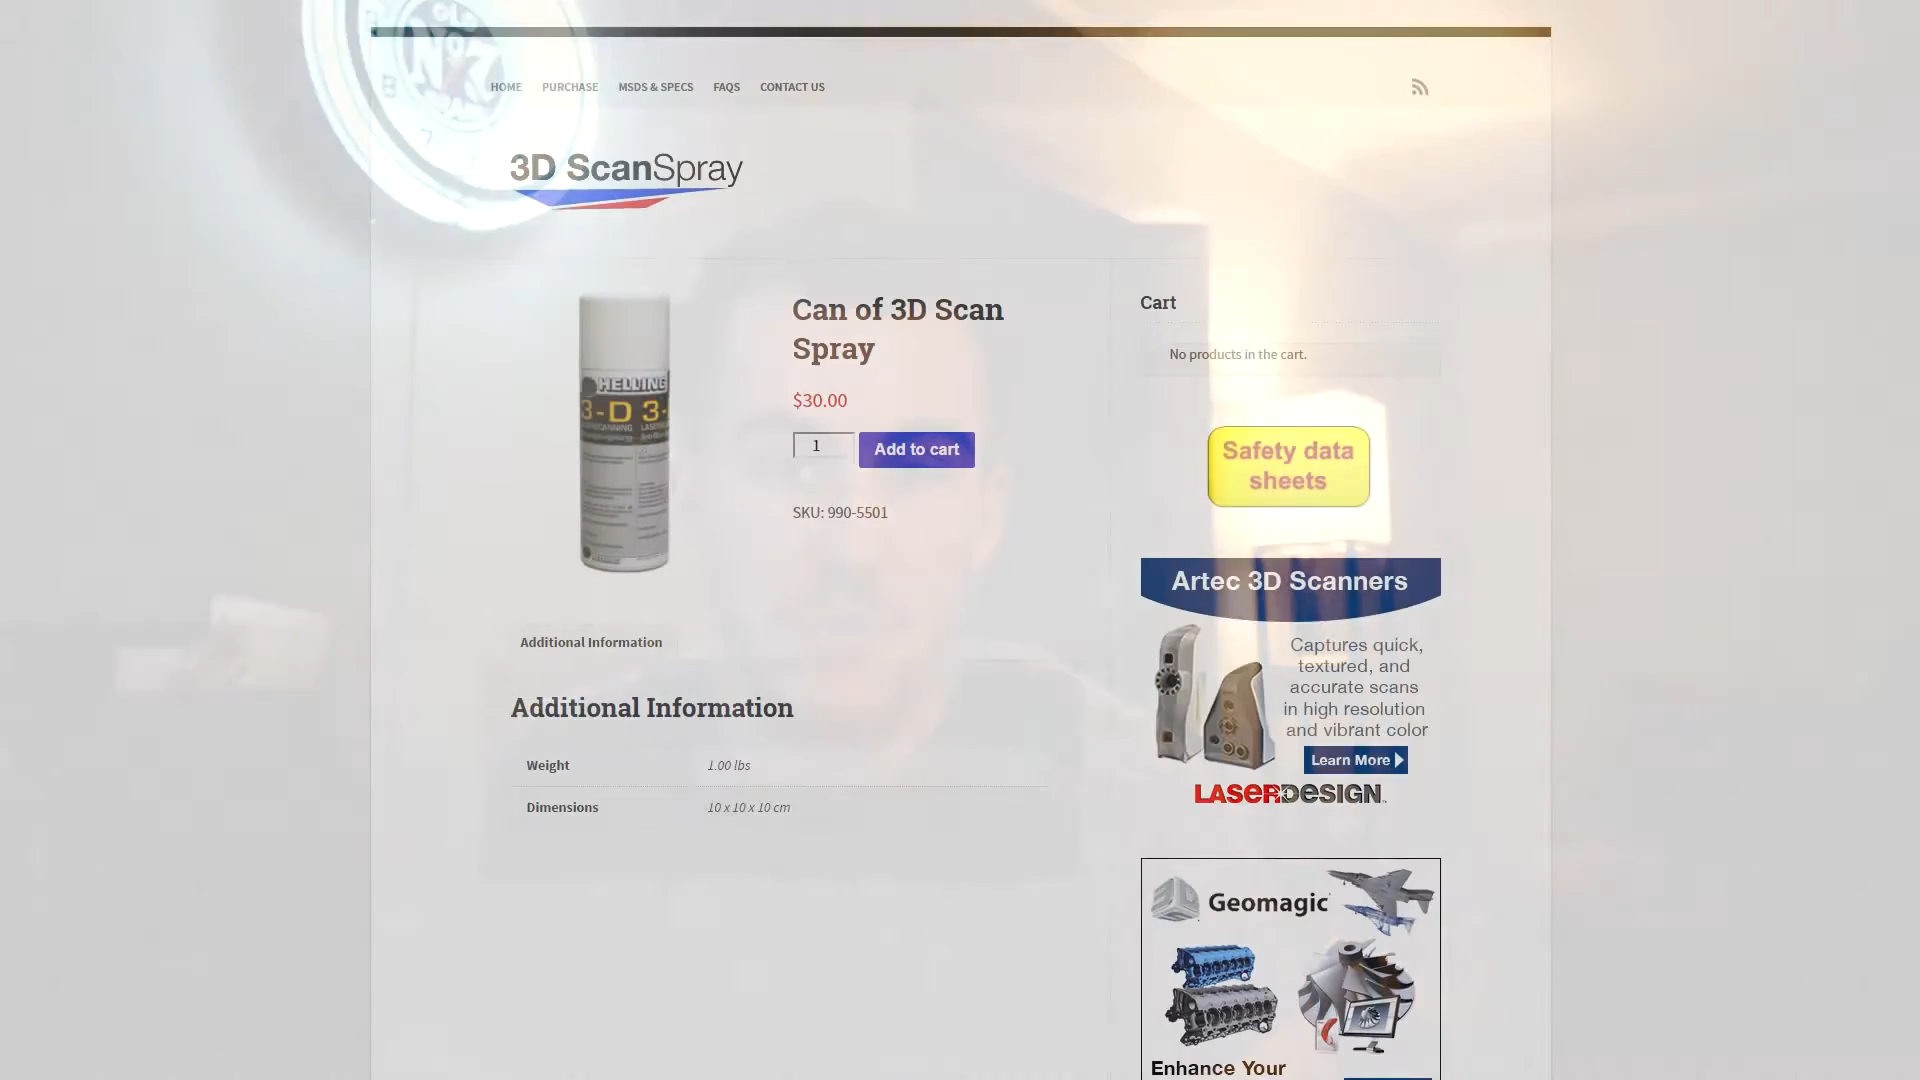 HOME PURCHASE MSDS & SPECS FAQS CONTACT US
3D ScanSpray
Can of 3D Scan
Spray
$30.00
1 Add to cart
SKU: 990-5501
HELLING
3-D 3-
Additional Information
Additional Information
Weight 1.00 lbs
Dimensions 10 x 10 x 10 cm
Cart
No products in the cart.
Safety data
sheets
Artec 3D Scanners
Captures quick,
textured, and
accurate scans
in high resolution
and vibrant color
Learn More
LASERDESIGN
Geomagic
Enhance Your